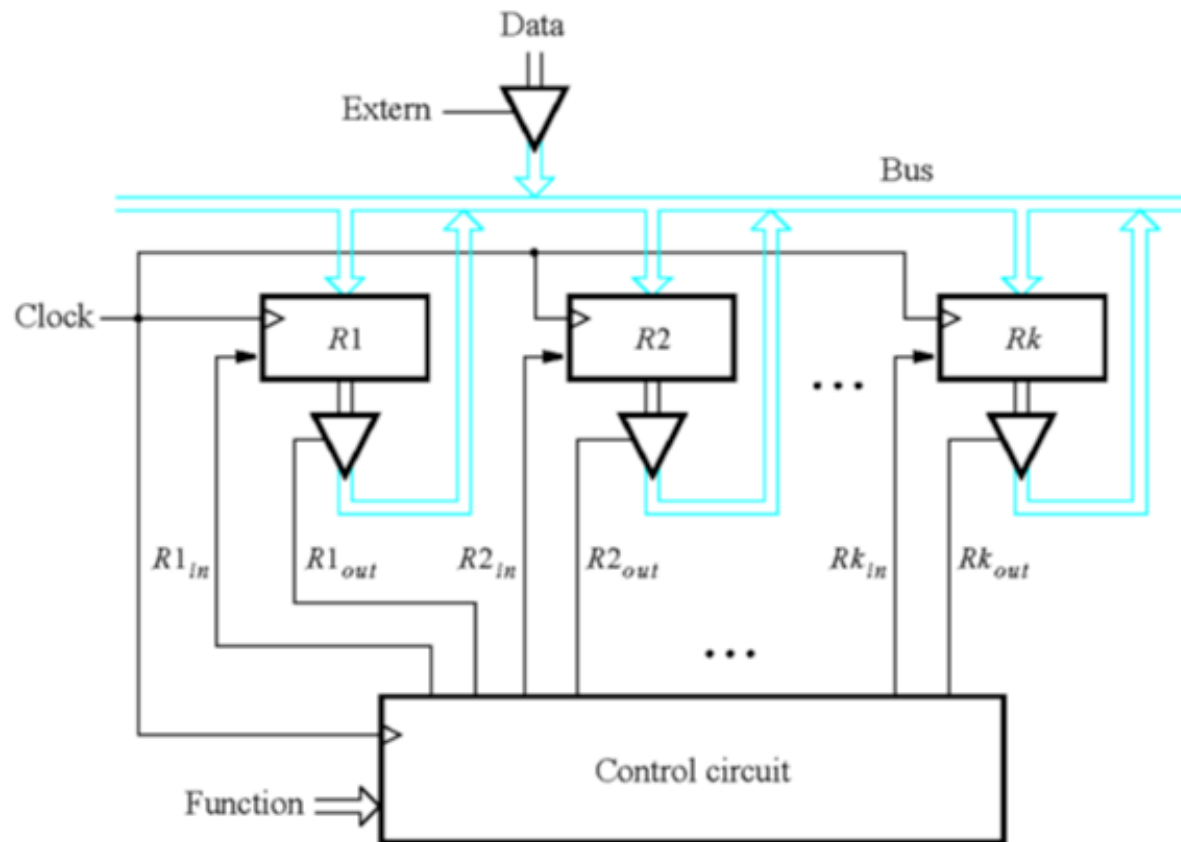 Data
Extern
Bus
Clock
R1
R2
Rk
R1in
R1out
R2in
R2out
Rkin
Rkout
Control circuit
Function